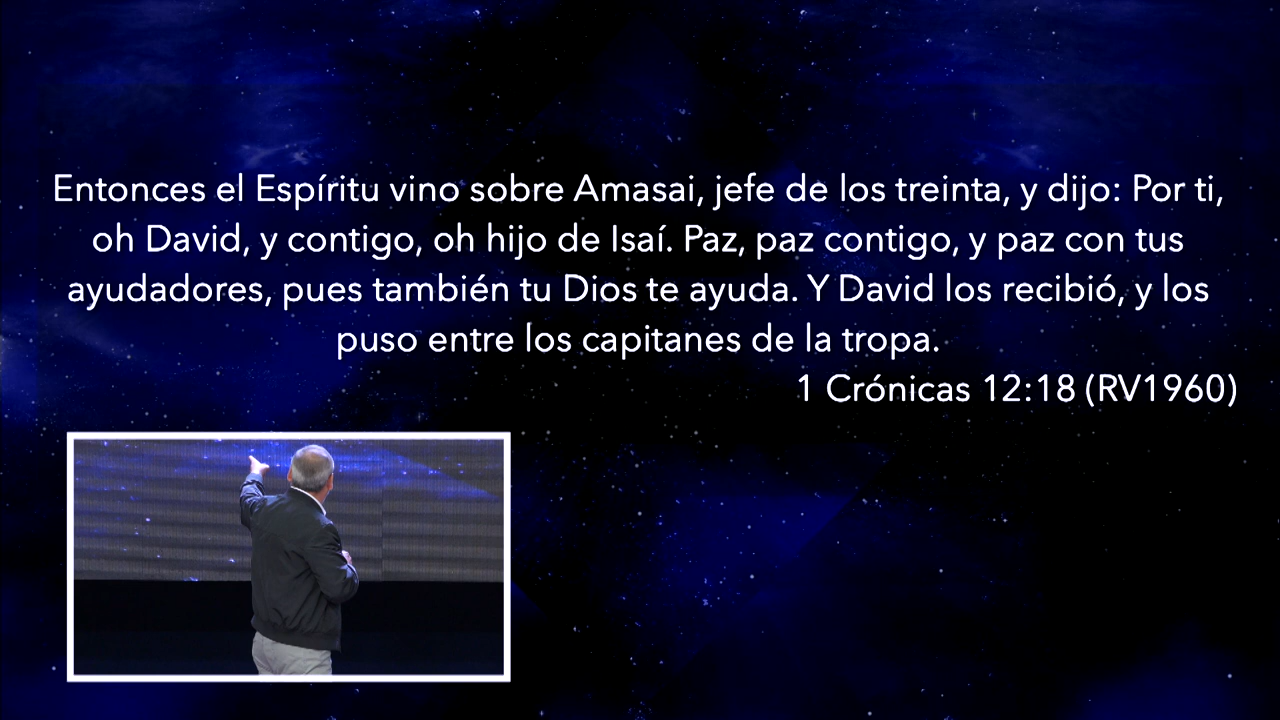 Entonces el Espíritu vino sobre Amasai, jefe de los treinta, y dijo: Por ti,
oh David, y contigo, oh hijo de Isaí. Paz, paz contigo, y paz con tus
ayudadores, pues también tu Dios te ayuda. Y David los recibió, y los
puso entre los capitanes de la tropa.
1 Crónicas 12:18 (RV1960)